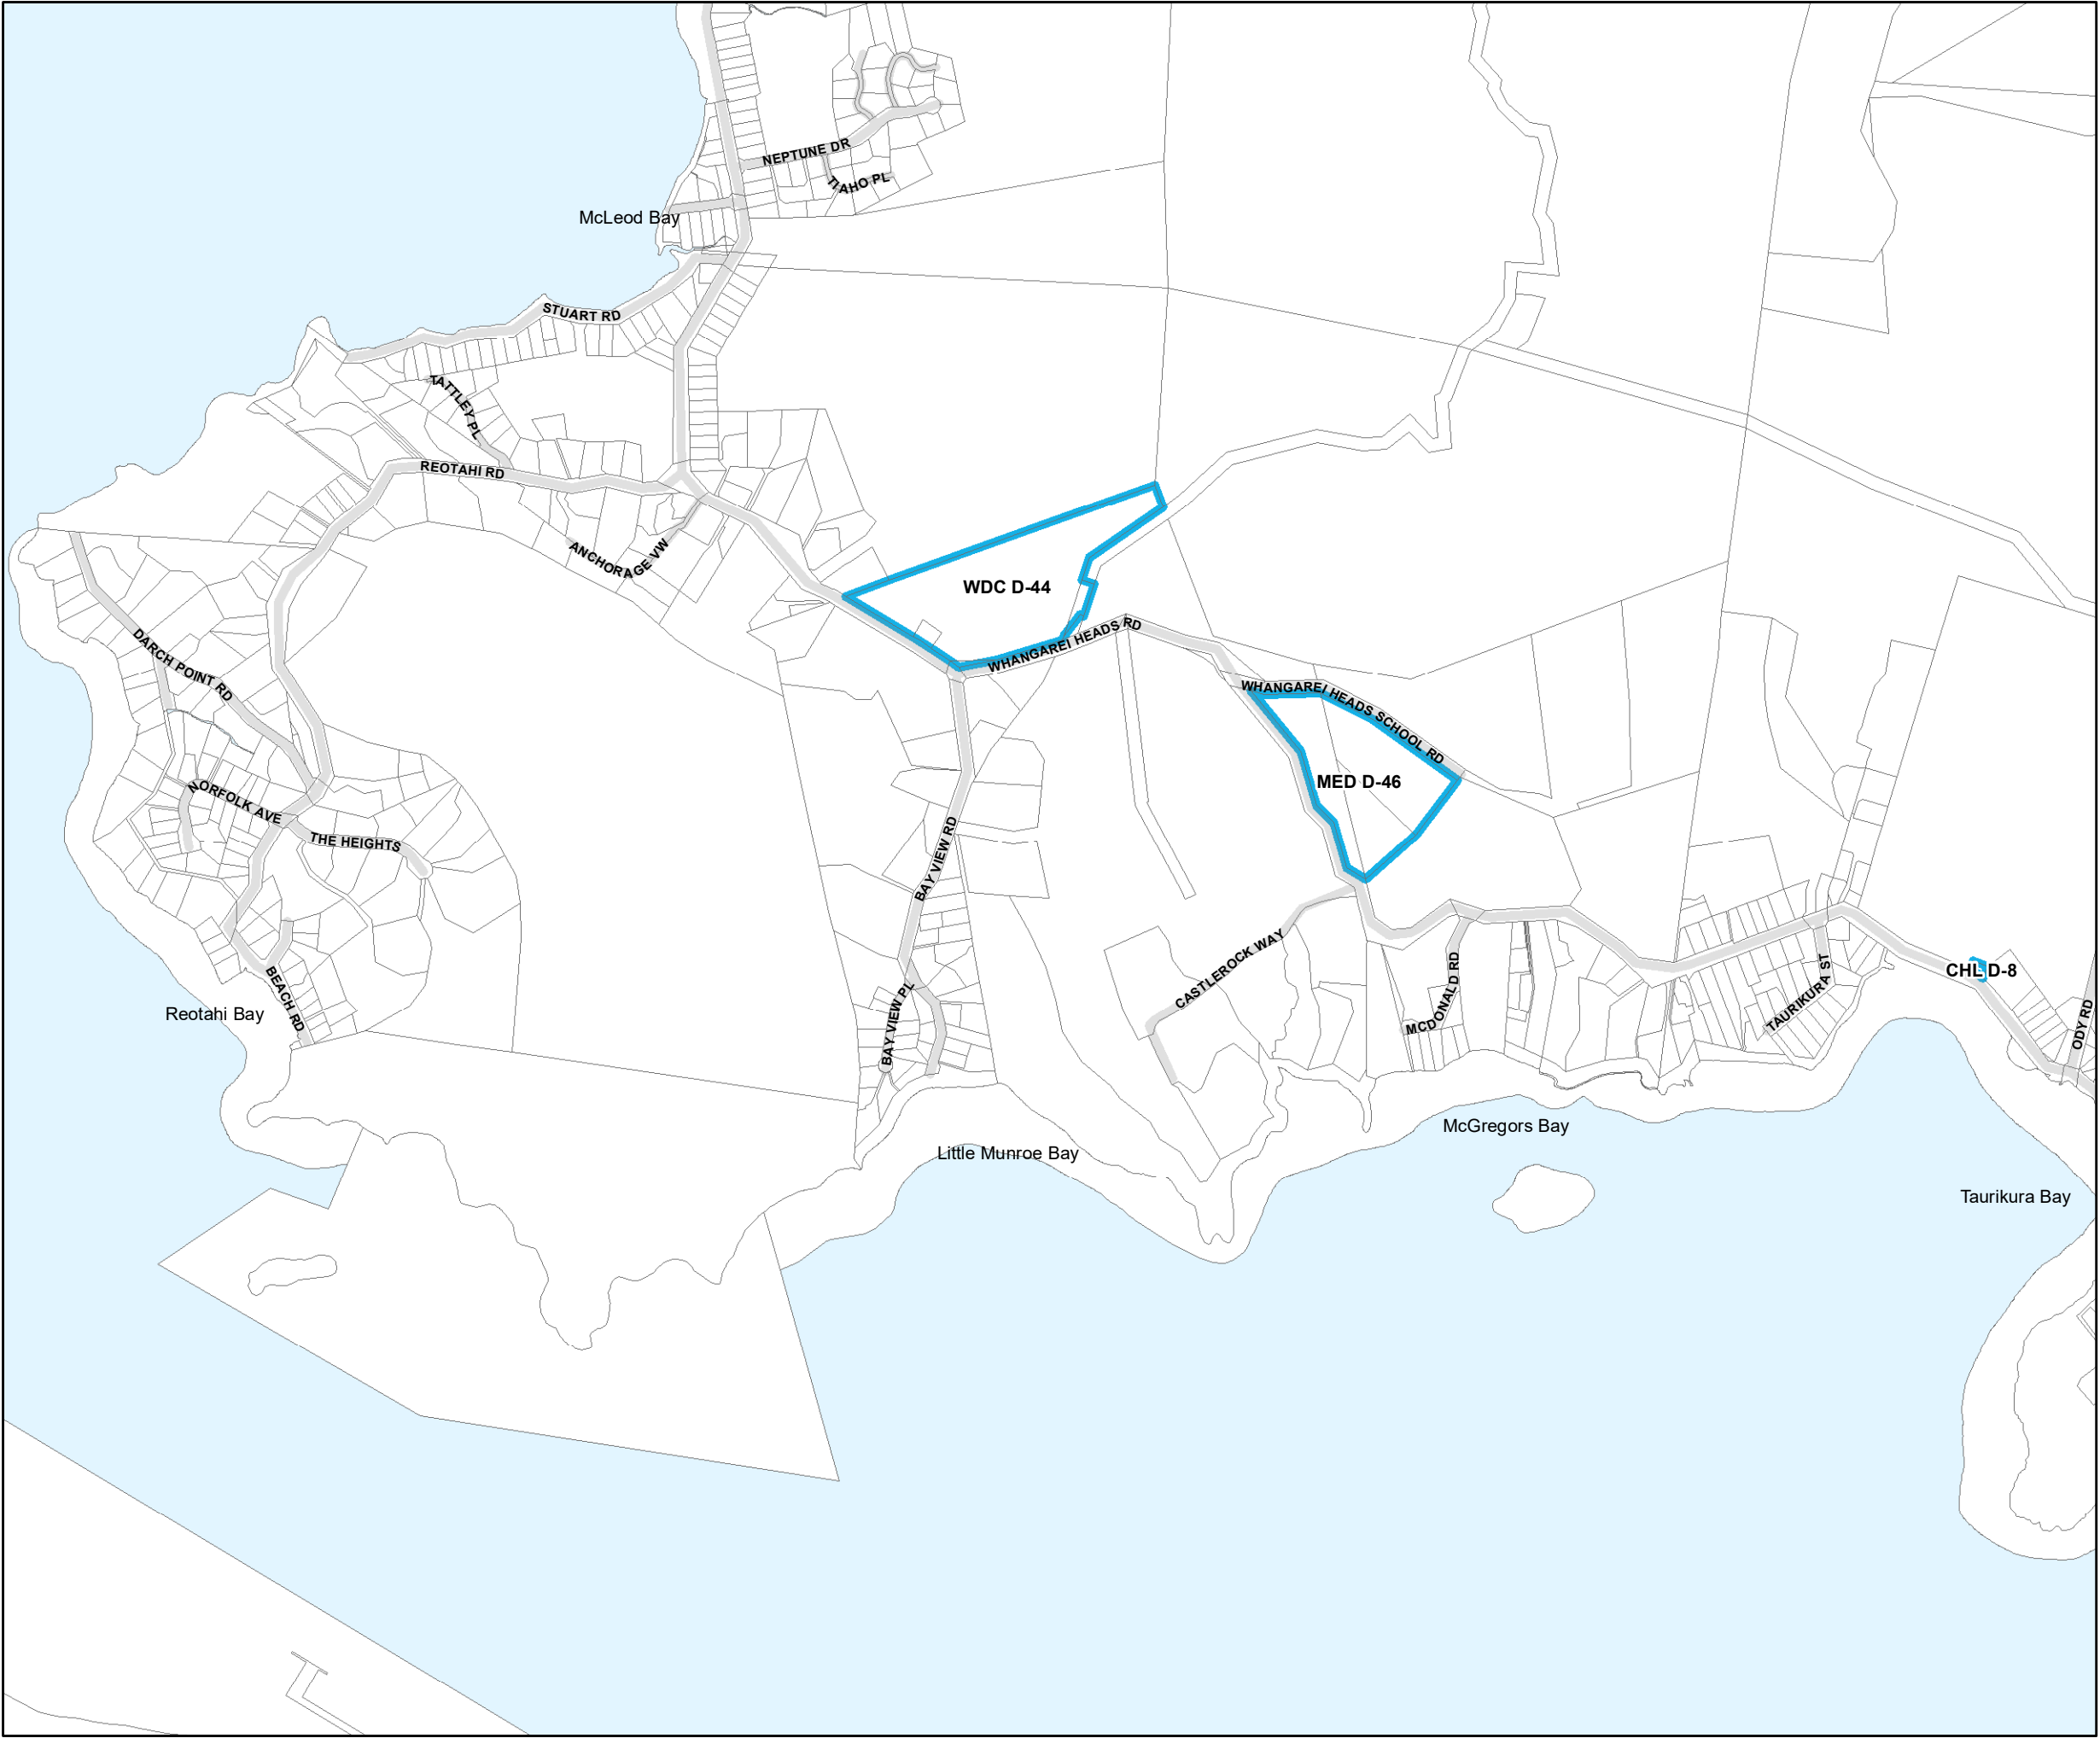 NEPTUNE DR
TIAHO PL
McLeod Bay
STUART RD
TATTLEY PL
REOTAHI RD
ANCHORAGE VW
WDC D-44
WHANGAREI HEADS RD
DARCH POINT RD
WHANGAREI HEADS SCHOOL RD
MED D-46
NORFOLK AVE
THE HEIGHTS
BAY VIEW RD
CASTLEROCK WAY
MCDONALD RD
TAURIKURA ST
CHL D-8
BEACH RD
Reotahi Bay
BAY VIEW PL
ODY RD
McGregors Bay
Little Munroe Bay
Taurikura Bay